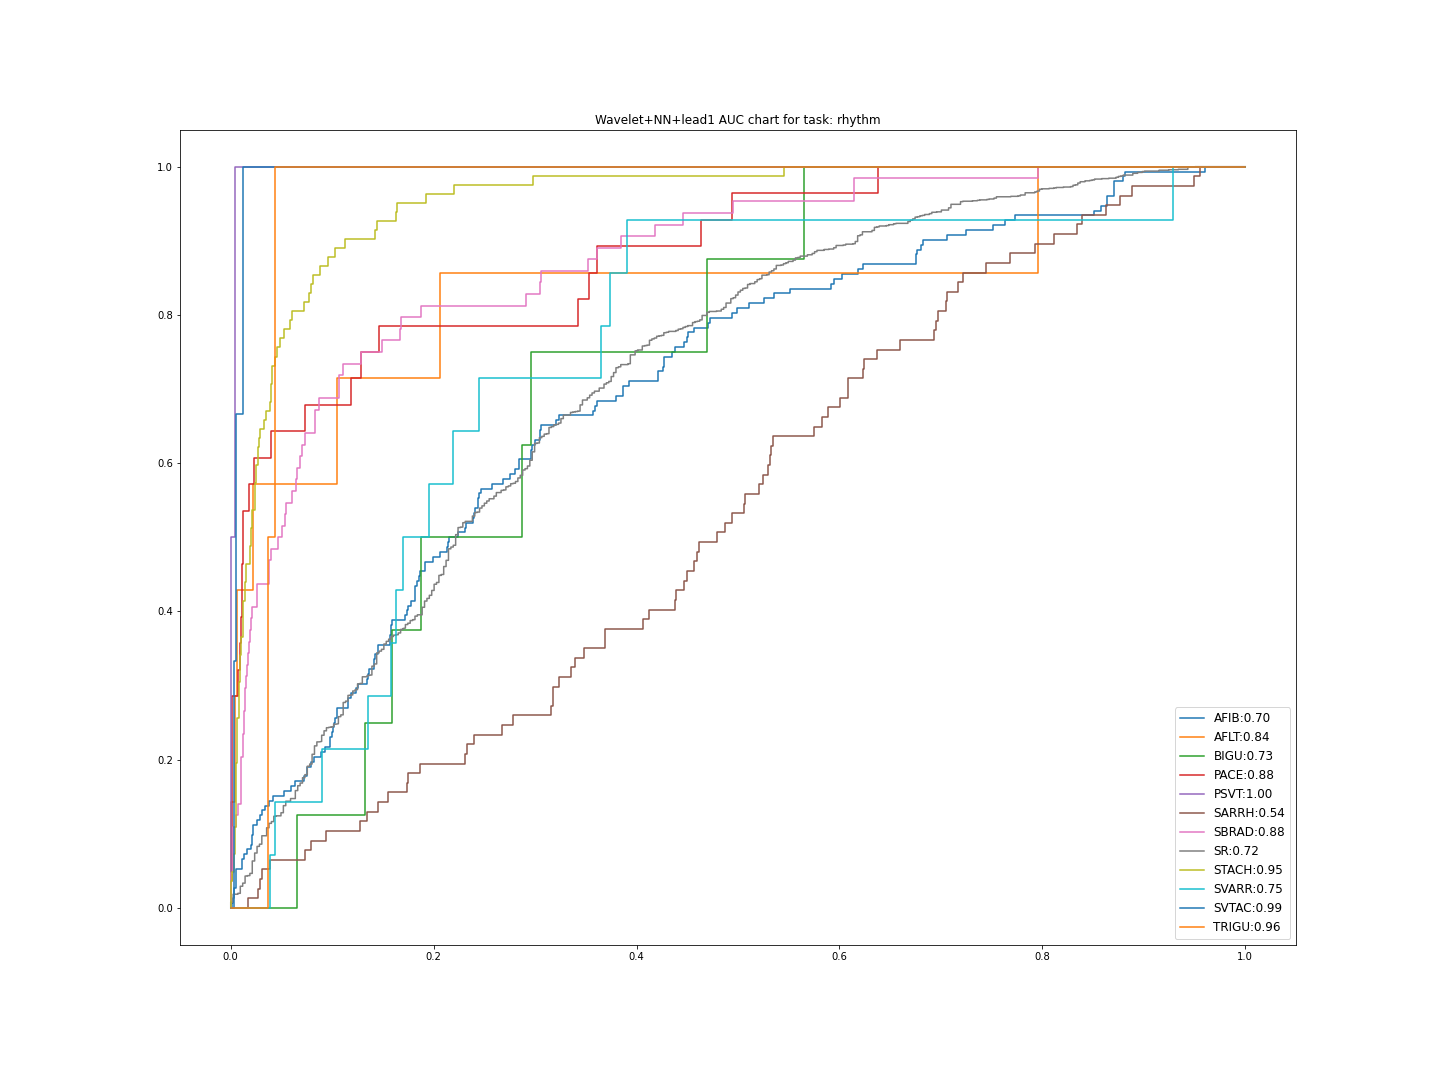 Wavelet+NN+lead1 AUC chart for task: rhythm
1.0
0.8
0.6
0.4
0.2
0.0
AFIB:0.70
AFLT:0.84
BIGU:0.73
PACE:0.88
PSVT:1.00
SARRH:0.54
SBRAD:0.88
SR:0.72
STACH:0.95
SVARR:0.75
SVTAC:0.99
TRIGU:0.96
0.0 0.2 0.4 0.6 0.8 1.0